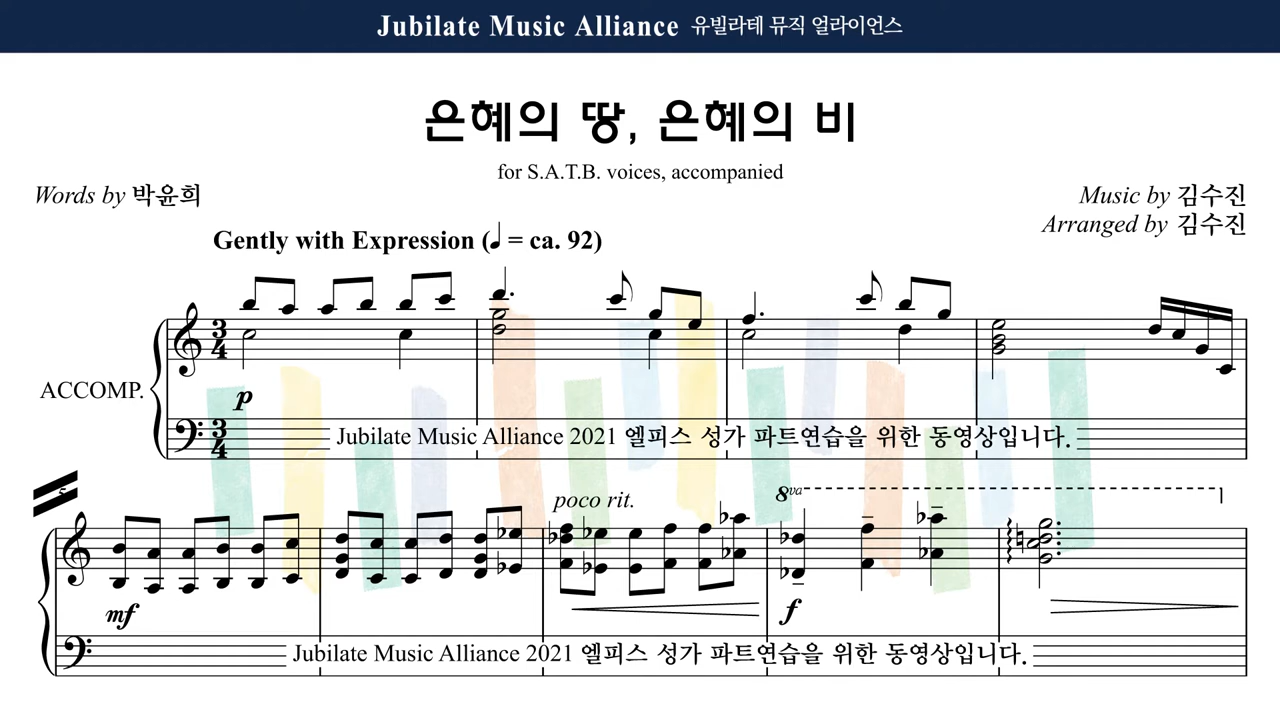 Jubilate Music Alliance 유빌라테 뮤직 얼라이언스
은혜의 땅, 은혜의 비
for S.A.T.B. voices, accompanied
Words by 박윤희
Music by 김수진
Arranged by 김수진
Gently with Expression (♩ = ca. 92)
3/4
ACCOMP.
p
3/4
Jubilate Music Alliance 2021 엘피스 성가 파트연습을 위한 동영상입니다.
poco rit.
8va
mf
f
Jubilate Music Alliance 2021 엘피스 성가 파트연습을 위한 동영상입니다.